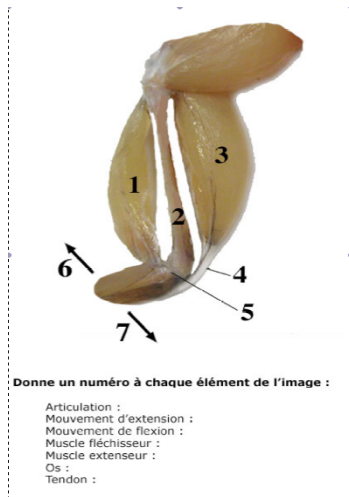 1
3
2
6
4
5
7
Donne un numéro à chaque élément de l'image :
Articulation :
Mouvement d'extension :
Mouvement de flexion :
Muscle fléchisseur :
Muscle extenseur :
Os :
Tendon :